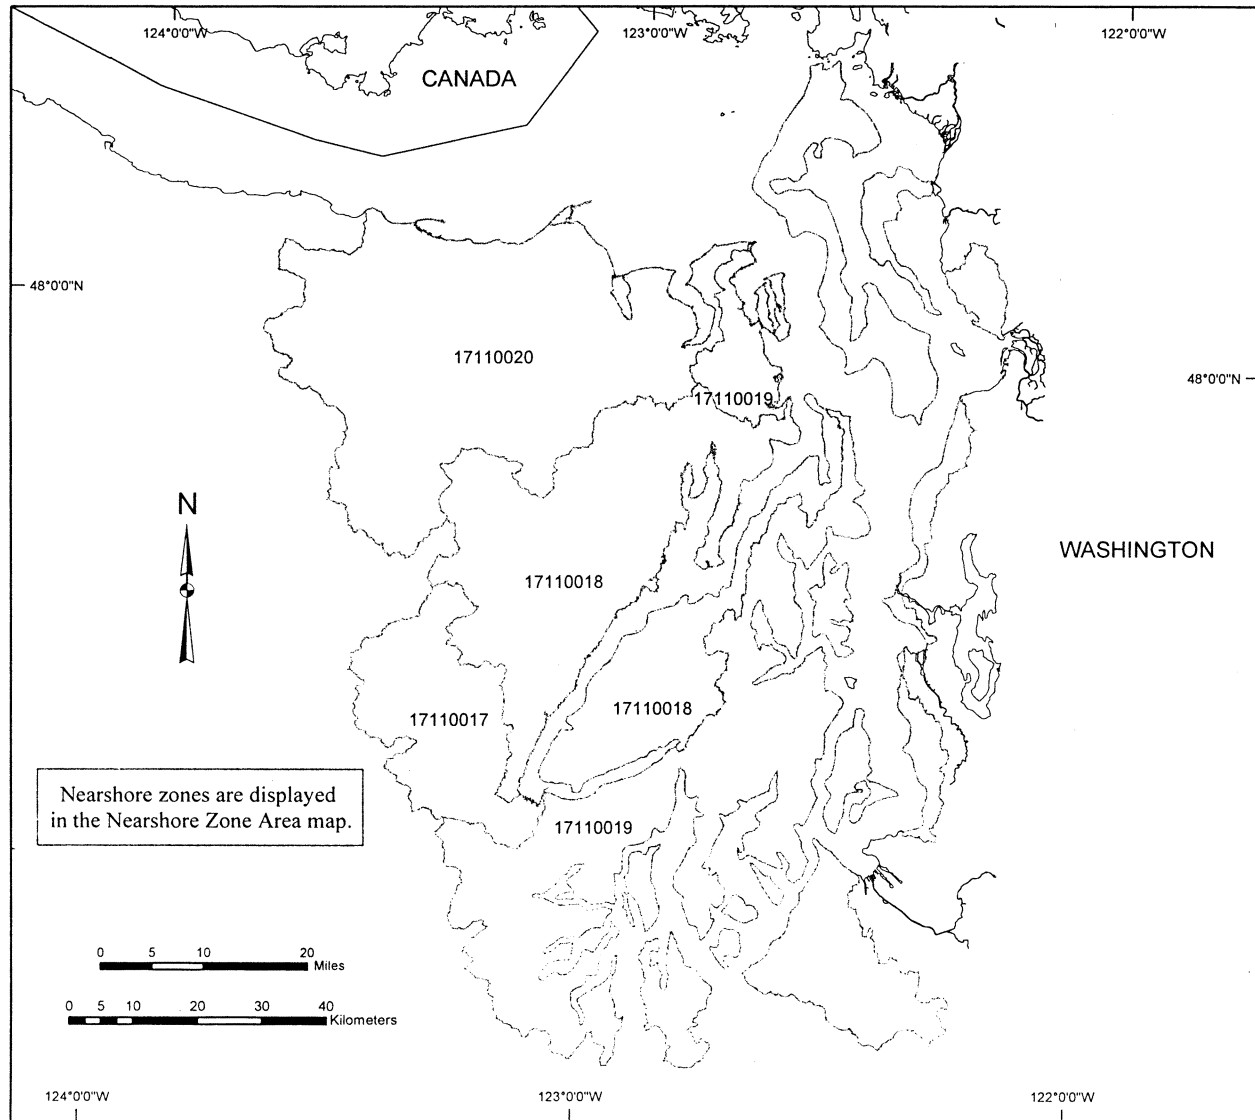 124°0'0"W
123°0'0"W
122°0'0"W
CANADA
48°0'0"N
17110020
48°0'0"N
17110019
N
WASHINGTON
17110018
17110018
17110017
Nearshore zones are displayed
in the Nearshore Zone Area map.
17110019
0 5 10 20
Miles
0 5 10 20 30 40
Kilometers
124°0'0"W
123°0'0"W
122°0'0"W